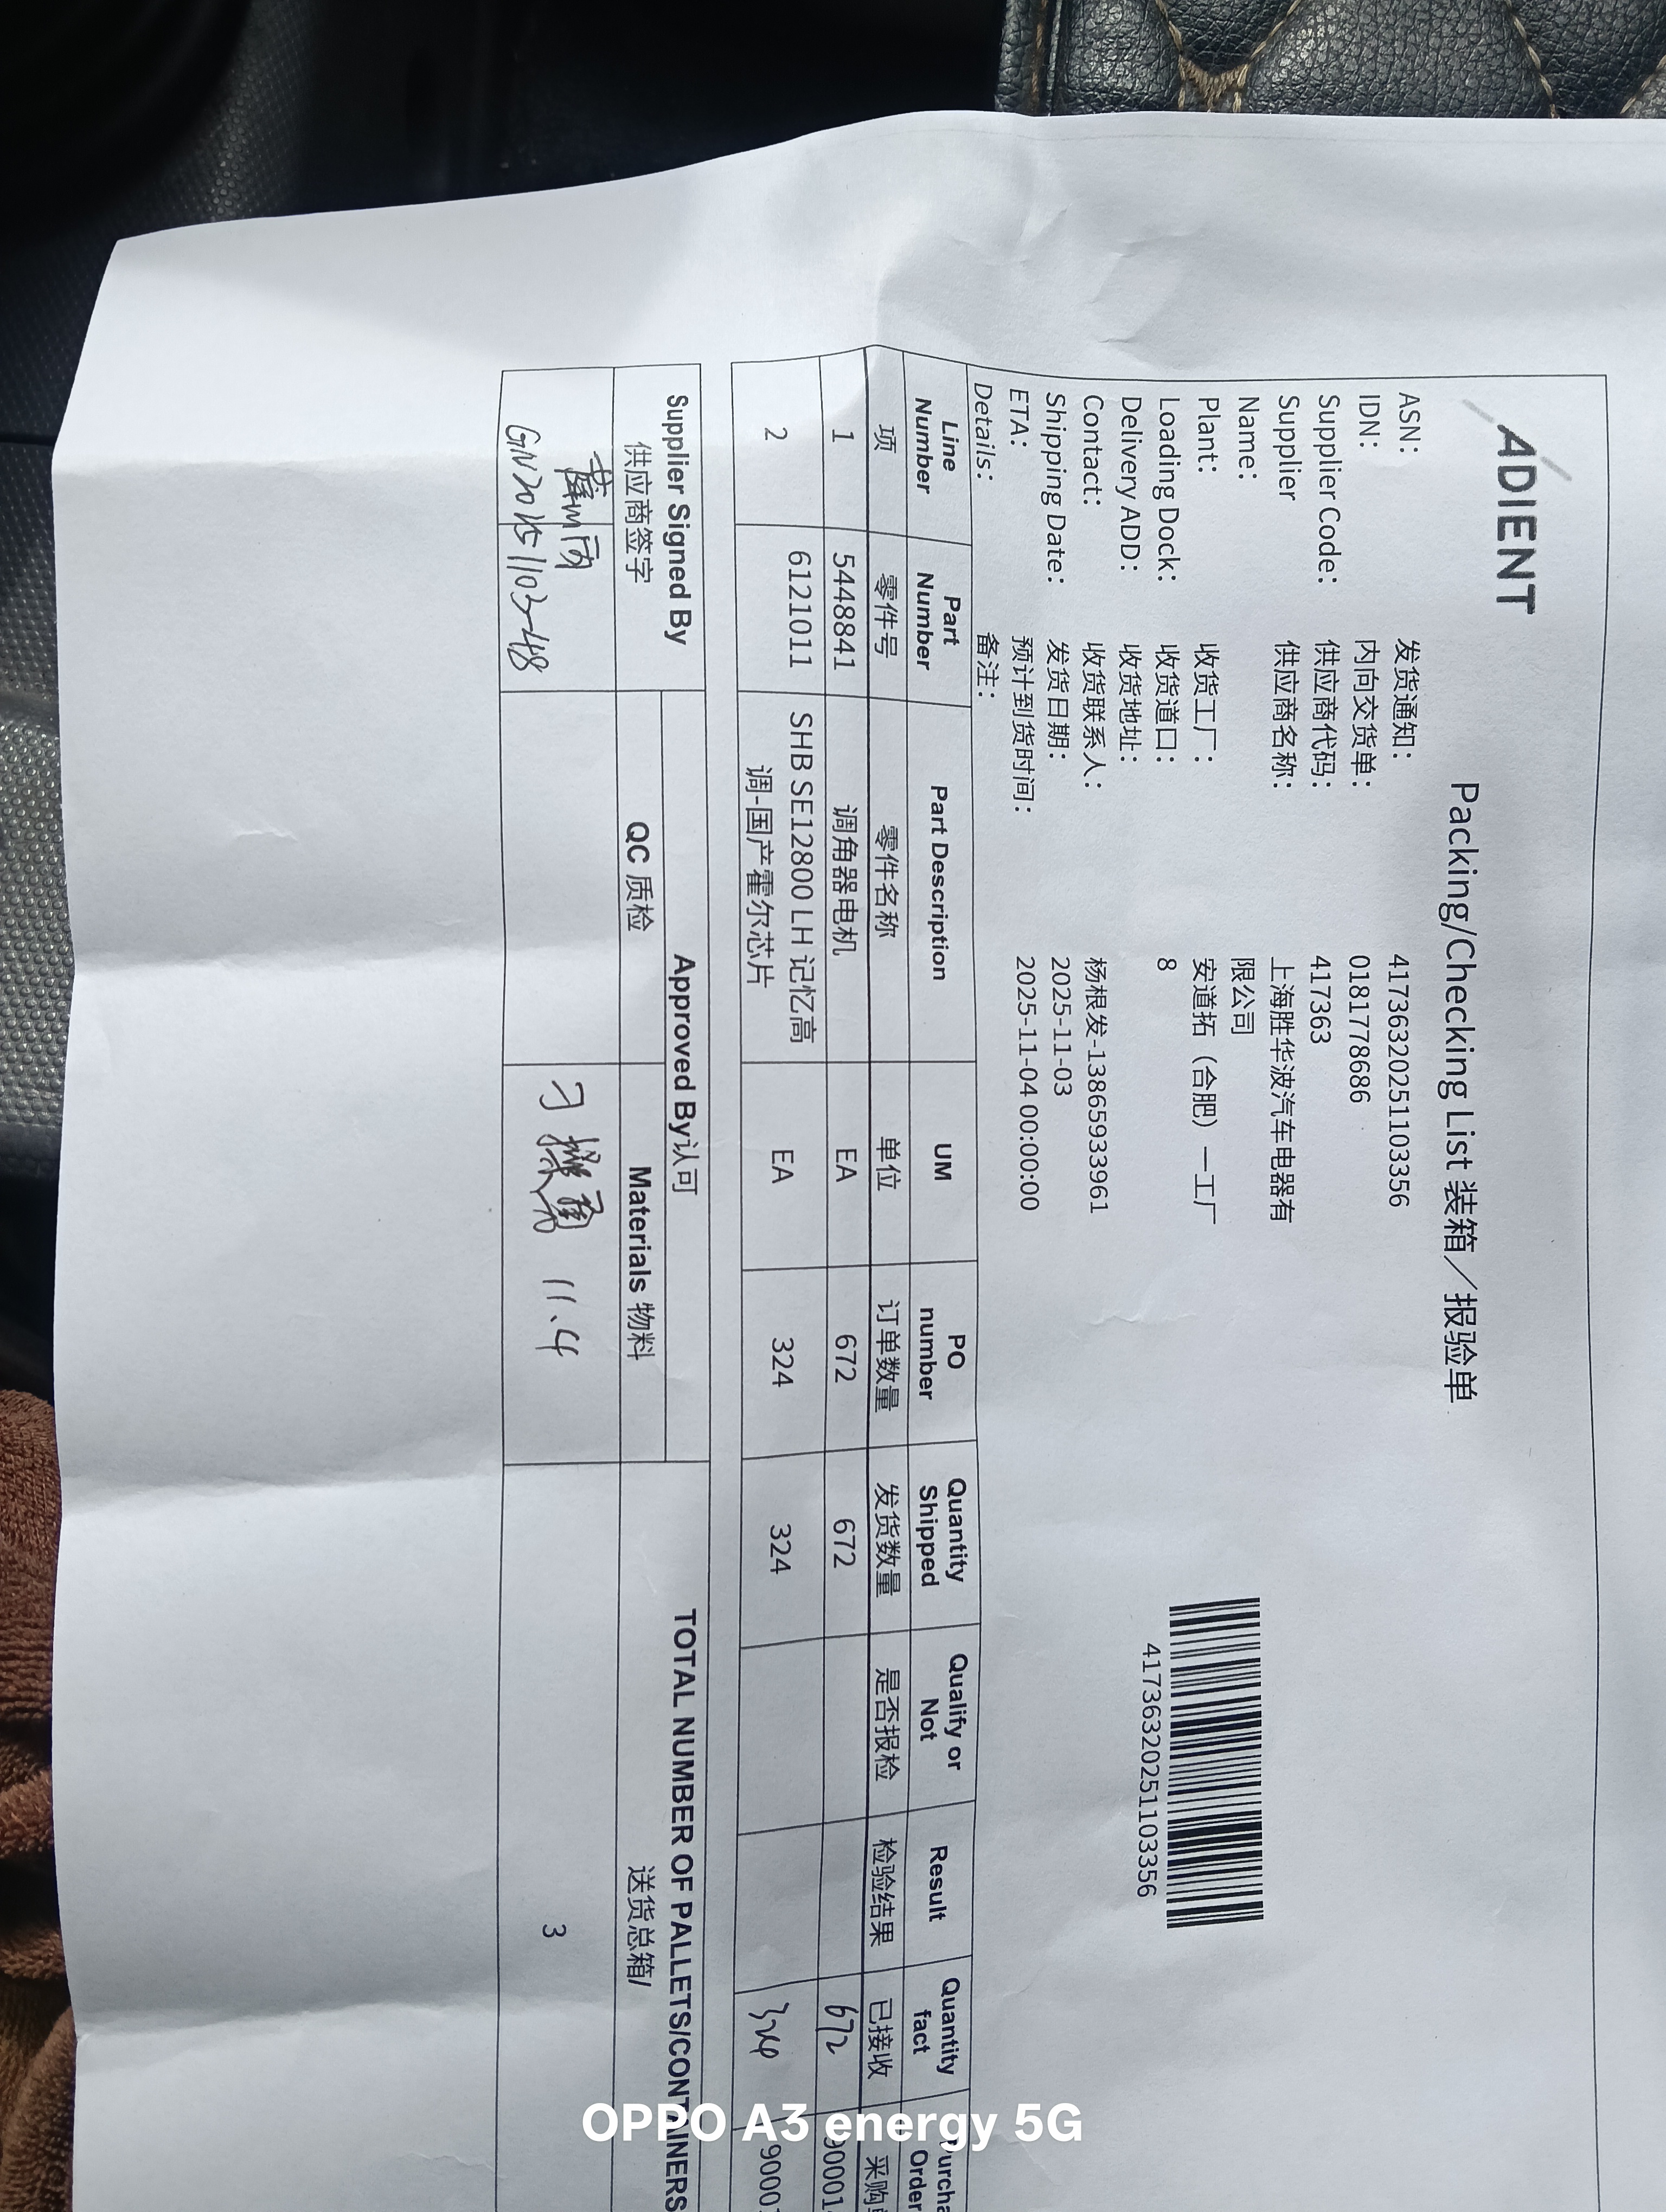 ADIENT
Packing/Checking List 装箱／报验单
ASN: 发货通知: 41736320251103356
IDN: 内向交货单: 0181778686
Supplier Code: 供应商代码: 417363
Supplier Name: 供应商名称: 上海胜华波汽车电器有
限公司
Plant: 收货工厂: 安道拓（合肥）一工厂
Loading Dock: 收货道口: 8
Delivery ADD: 收货地址:
Contact: 收货联系人: 杨根发-13865933961
Shipping Date: 发货日期: 2025-11-03
ETA: 预计到货时间: 2025-11-04 00:00:00
Details: 备注:
41736320251103356
Line Number Part Number Part Description UM PO number Quantity Shipped Qualify or Not Result Quantity fact Order
项 零件号 零件名称 单位 订单数量 发货数量 是否报检 检验结果 已接收 采购
1 5448841 调角器电机 EA 672 672 672
2 6121011 SHB SE12800 LH 记忆高 EA 324 324 324
调-国产霍尔芯片
Supplier Signed By Approved By认可 TOTAL NUMBER OF PALLETS/CONTAINERS
供应商签字 QC 质检 Materials 物料 送货总箱/
GN20251103-48 11.4 3
OPPO A3 energy 5G